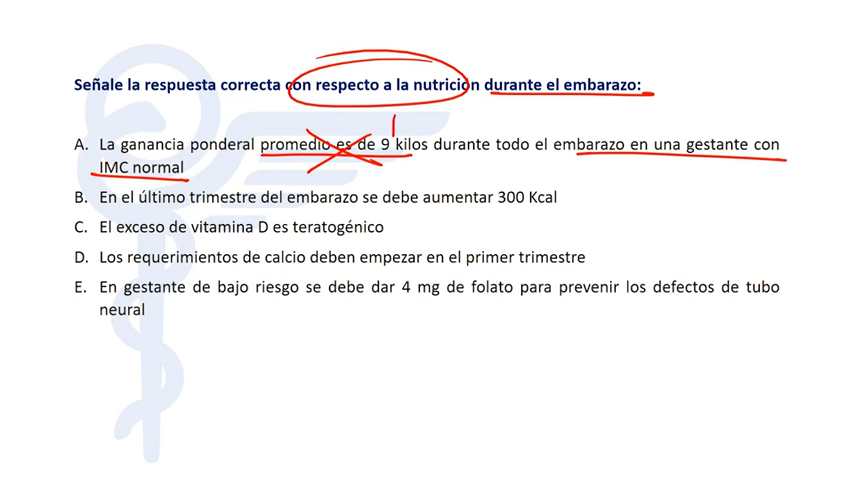 Señale la respuesta correcta con respecto a la nutrición durante el embarazo:
A. La ganancia ponderal promedio es de 9 kilos durante todo el embarazo en una gestante con
IMC normal
B. En el último trimestre del embarazo se debe aumentar 300 Kcal
C. El exceso de vitamina D es teratogénico
D. Los requerimientos de calcio deben empezar en el primer trimestre
E. En gestante de bajo riesgo se debe dar 4 mg de folato para prevenir los defectos de tubo
neural